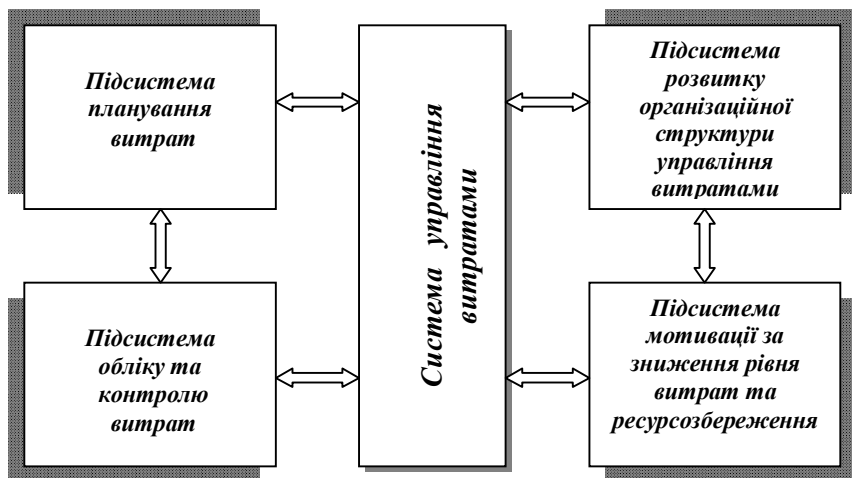 Підсистема
планування
витрат
Система управління
витратами
Підсистема
розвитку
організаційної
структури
управління
витратами
Підсистема
обліку та
контролю
витрат
Підсистема
мотивації за
зниження рівня
витрат та
ресурсозбереження